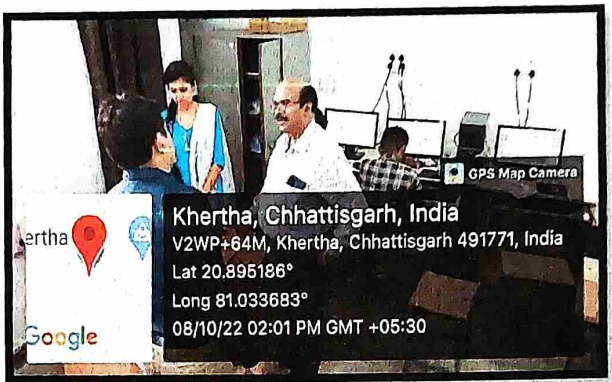 GPS Map Camera
ertha
Google
Khertha, Chhattisgarh, India
V2WP+64M, Khertha, Chhattisgarh 491771, India
Lat 20.895186°
Long 81.033683°
08/10/22 02:01 PM GMT +05:30